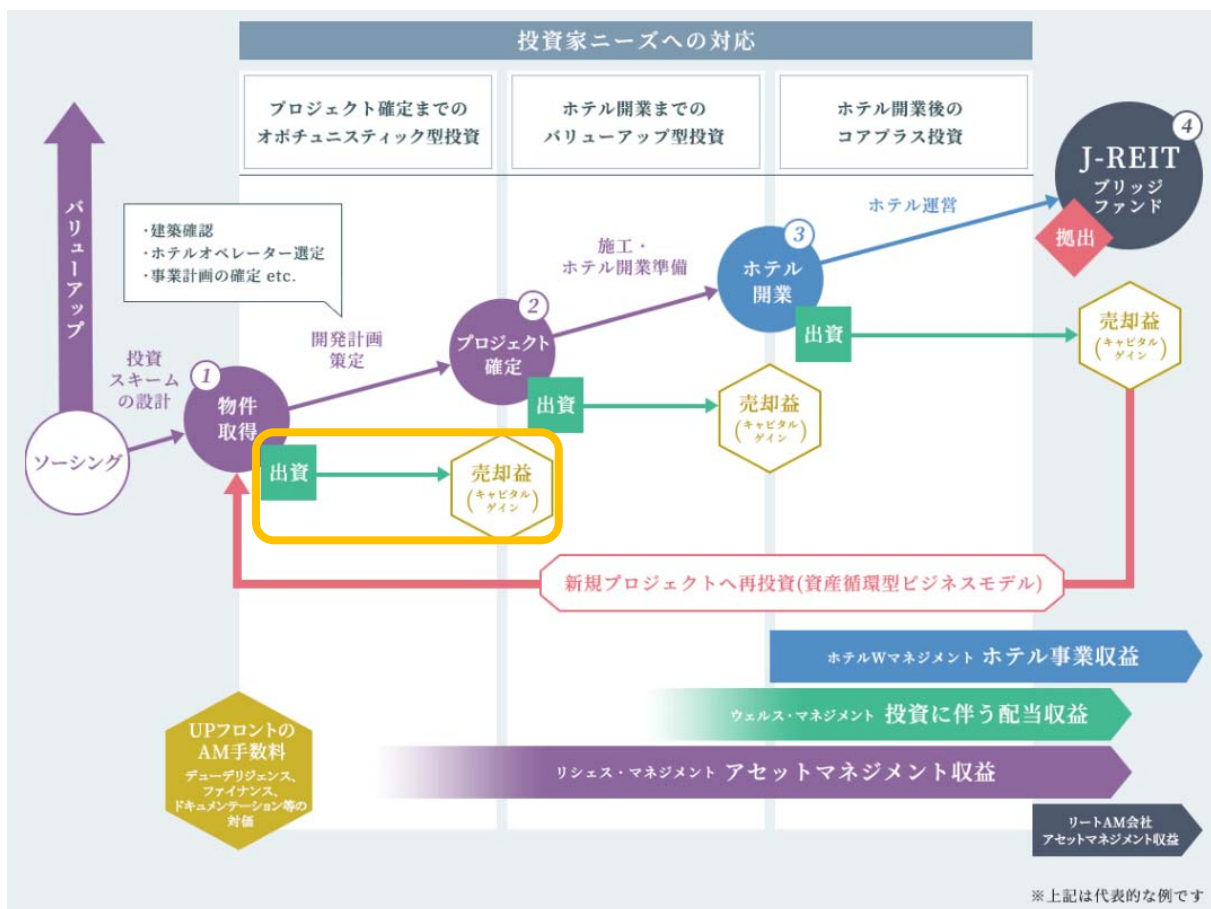 投資家ニーズへの対応
プロジェクト確定までの
オポチュニスティック型投資
ホテル開業までの
バリューアップ型投資
ホテル開業後の
コアプラス投資
4
J-REIT
ブリッジ
ファンド
拠出
バリューアップ
・建築確認
・ホテルオペレーター選定
・事業計画の確定 etc.
ホテル運営
3
ホテル
開業
出資
売却益
(キャピタル
ゲイン)
施工・
ホテル開業準備
2
プロジェクト
確定
出資
売却益
(キャピタル
ゲイン)
開発計画
策定
投資
スキーム
の設計
1
物件
取得
ソーシング
出資
売却益
(キャピタル
ゲイン)
新規プロジェクトへ再投資(資産循環型ビジネスモデル)
ホテルWマネジメント ホテル事業収益
ウェルス・マネジメント 投資に伴う配当収益
リシェス・マネジメント アセットマネジメント収益
UPフロントの
AM手数料
デューデリジェンス、
ファイナンス、
ドキュメンテーション等の
対価
リートAM会社
アセットマネジメント収益
※上記は代表的な例です